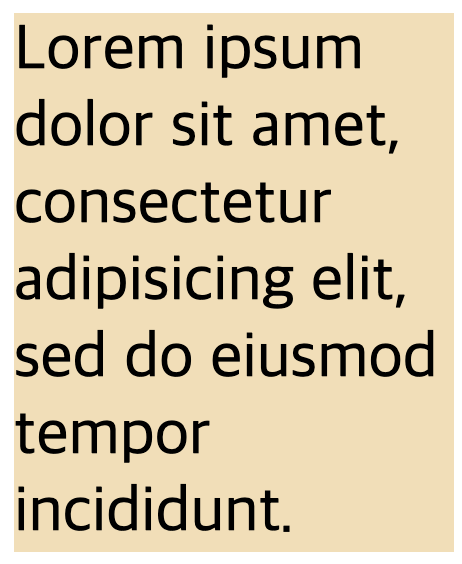 Lorem ipsum
dolor sit amet,
consectetur
adipisicing elit,
sed do eiusmod
tempor
incididunt.